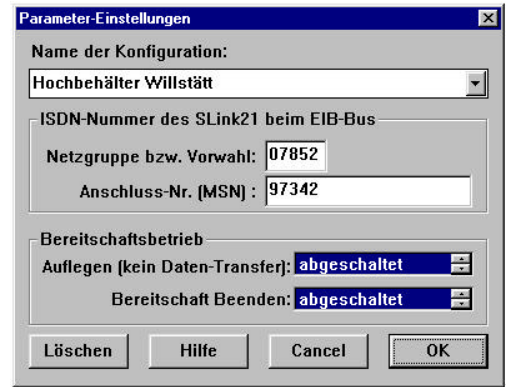 Parameter-Einstellungen
Name der Konfiguration:
Hochbehälter Willstätt
ISDN-Nummer des SLink21 beim EIB-Bus
Netzgruppe bzw. Vorwahl: 07852
Anschluss-Nr. (MSN) : 97342
Bereitschaftsbetrieb
Auflegen (kein Daten-Transfer): abgeschaltet
Bereitschaft Beenden: abgeschaltet
Löschen Hilfe Cancel OK